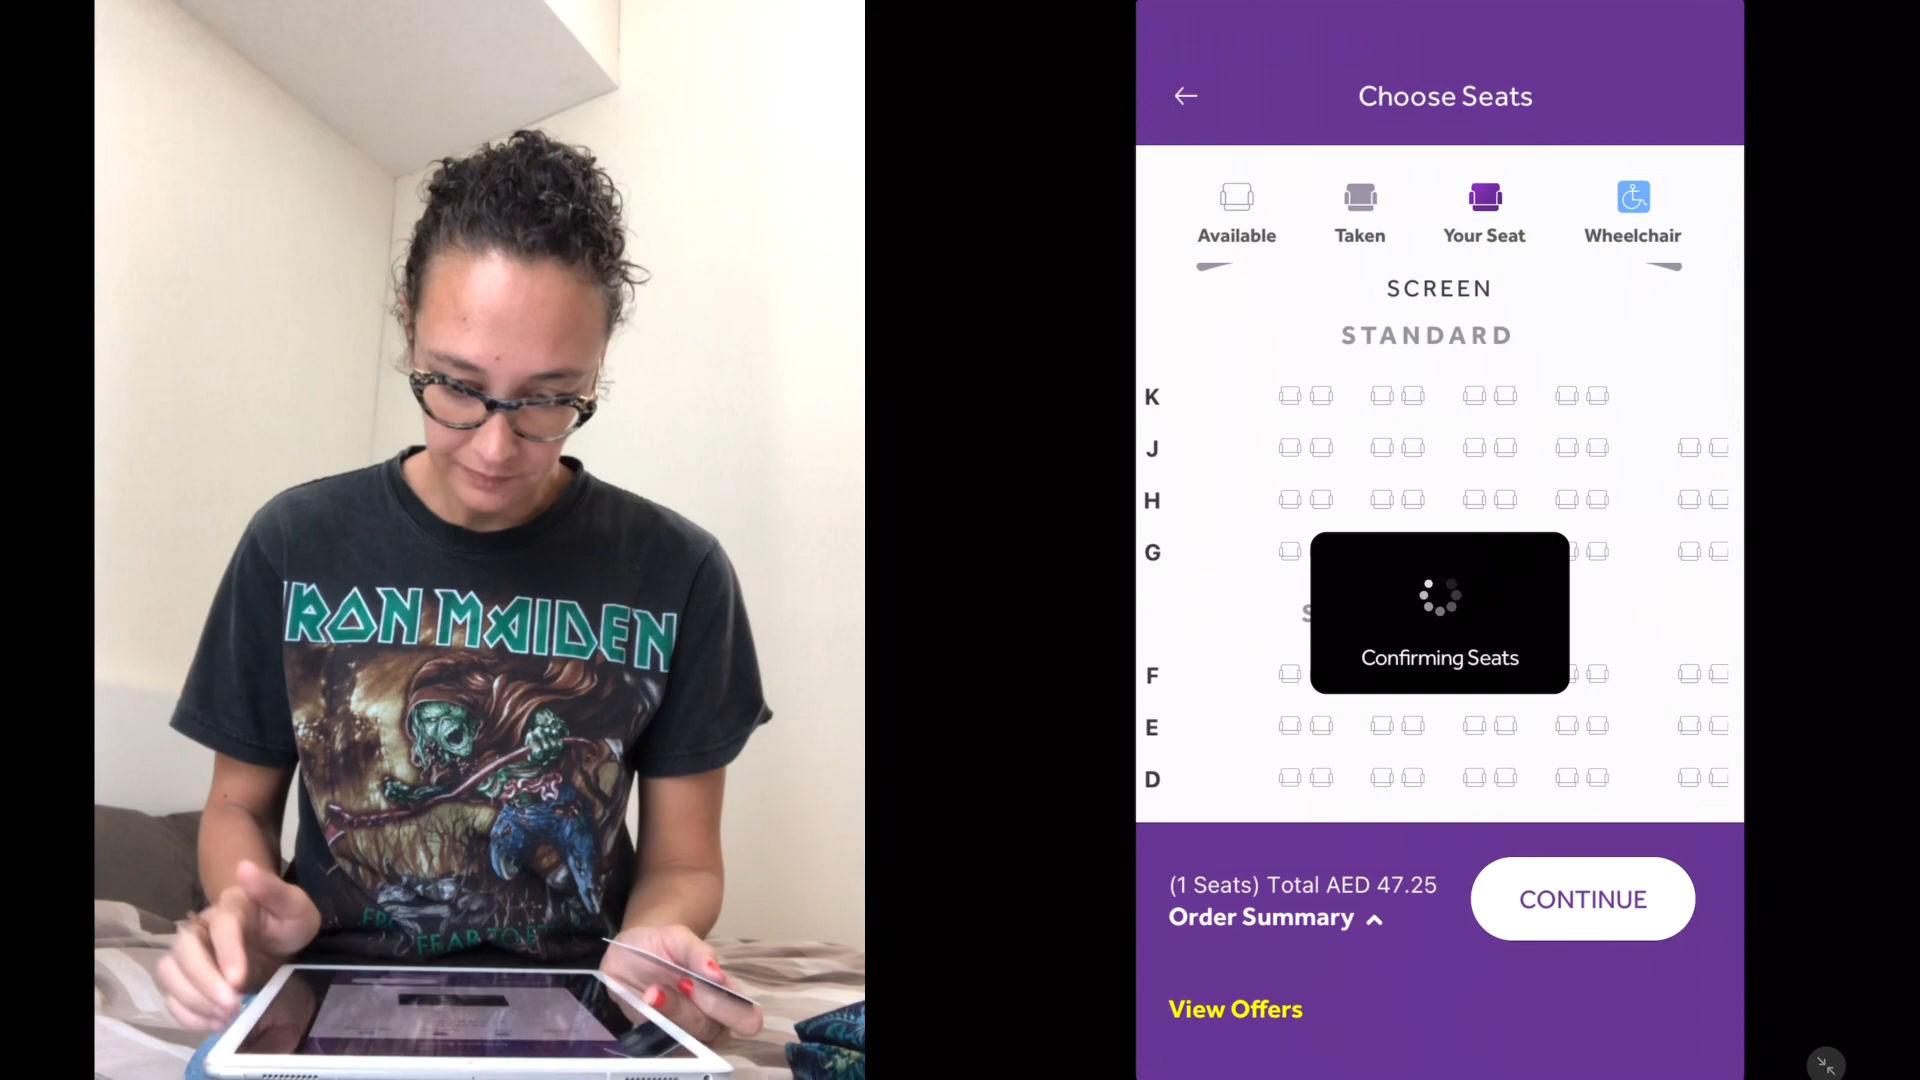 IRON MAIDEN
FEAR
Choose Seats
Available Taken Your Seat Wheelchair
SCREEN
STANDARD
K
J
H
G
S
Confirming Seats
F
E
D
(1 Seats) Total AED 47.25
Order Summary
CONTINUE
View Offers